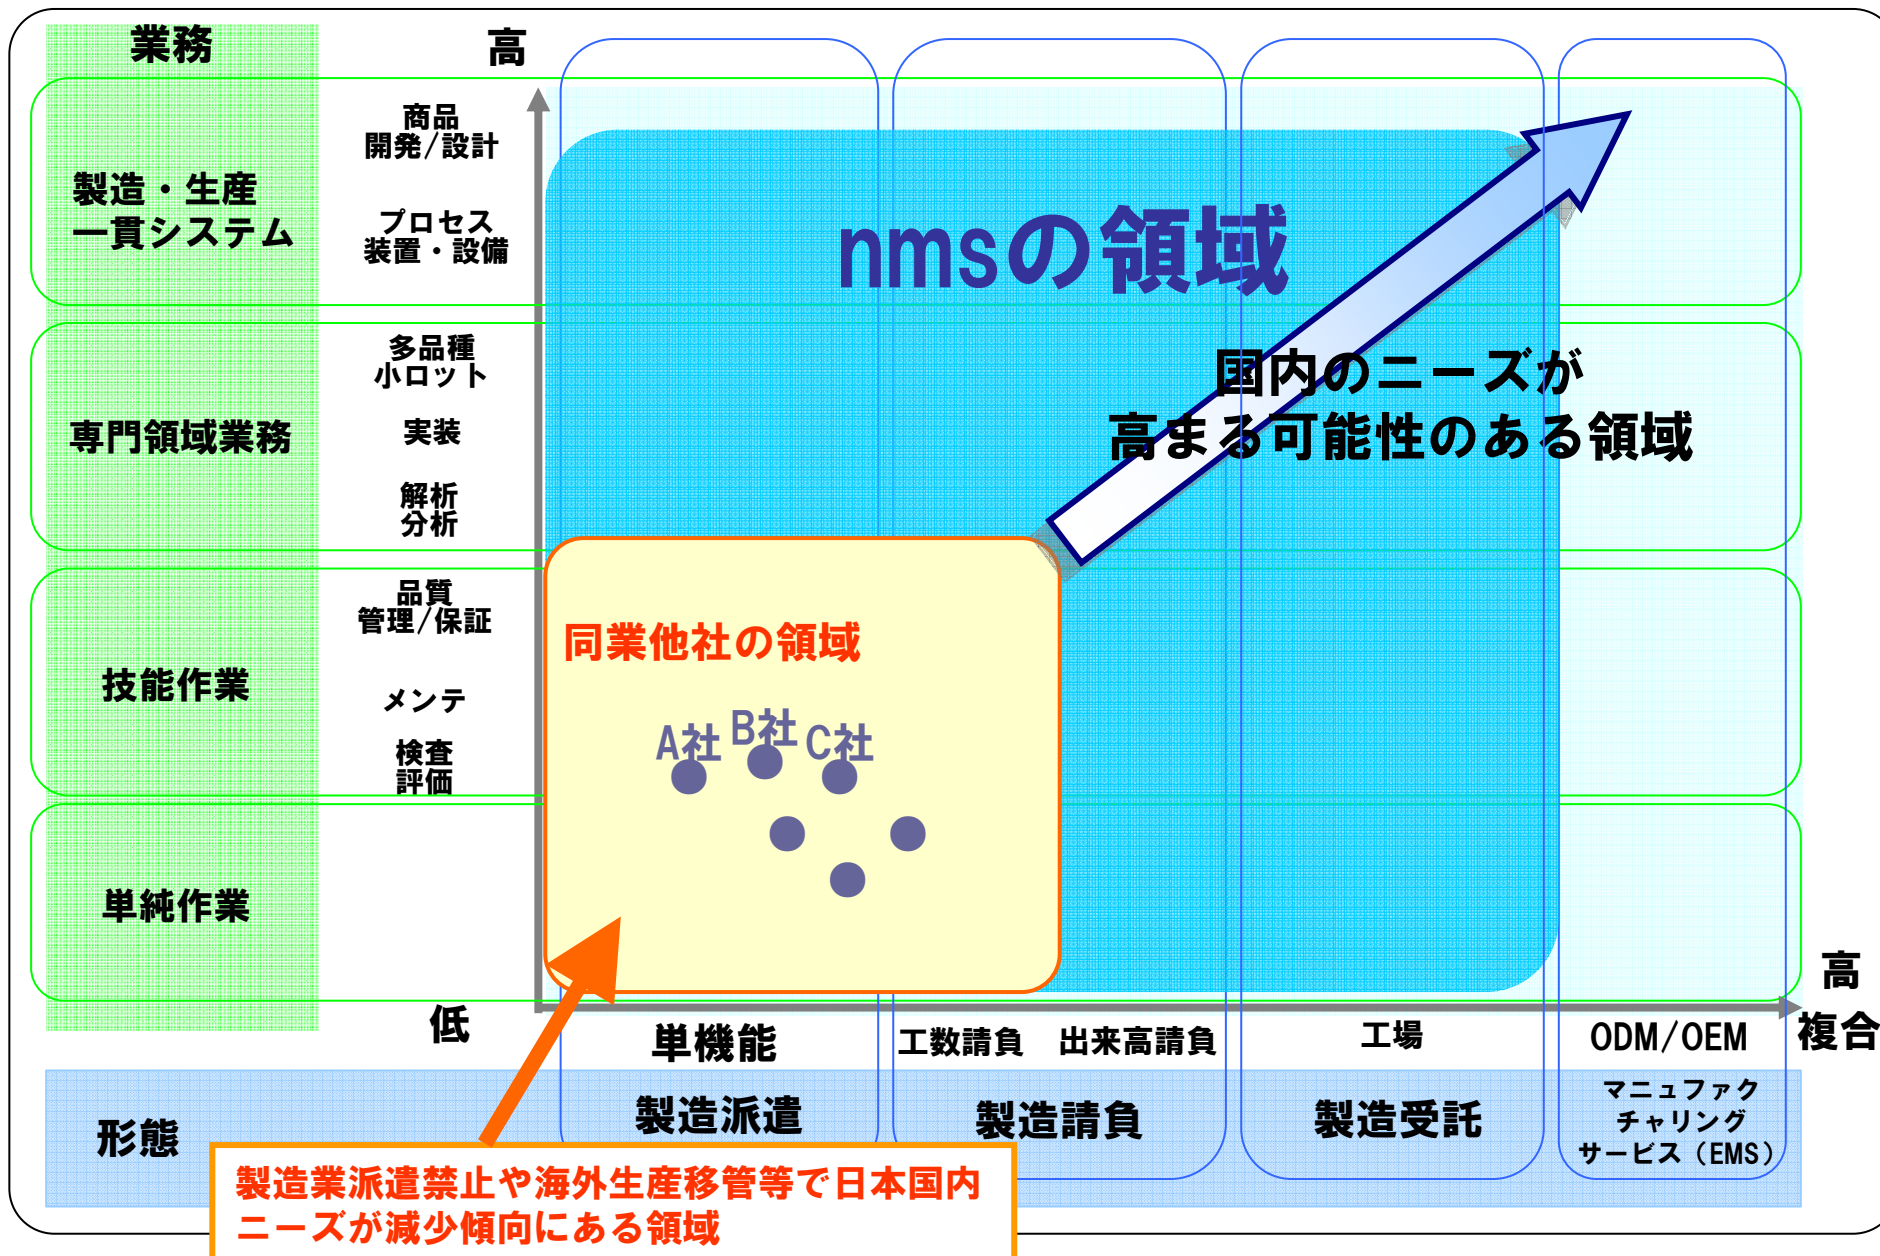 業務
高
商品
開発/設計
製造・生産
一貫システム
プロセス
装置・設備
nmsの領域
多品種
小ロット
国内のニーズが
高まる可能性のある領域
専門領域業務
実装
解析
分析
品質
管理/保証
同業他社の領域
技能作業
メンテ
A社
B社
C社
検査
評価
単純作業
高
低
単機能
工数請負
出来高請負
工場
ODM/OEM
複合
形態
製造派遣
製造請負
製造受託
マニュファク
チャリング
サービス（EMS）
製造業派遣禁止や海外生産移管等で日本国内
ニーズが減少傾向にある領域